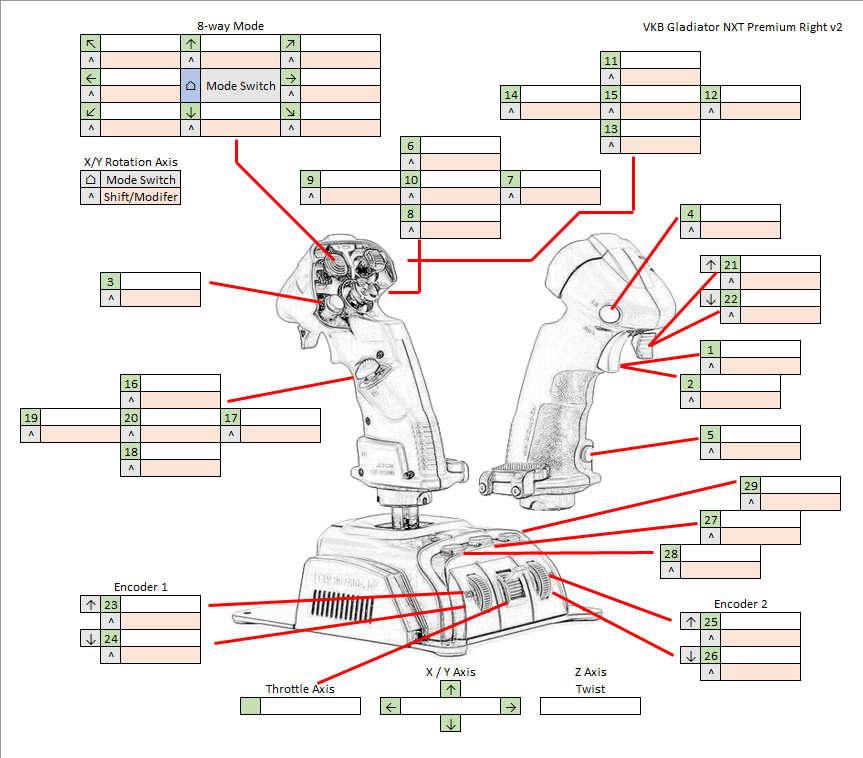 8-way Mode
VKB Gladiator NXT Premium Right v2
↖ ↑ ↗
^ ^ ^
← ⌂ Mode Switch →
^ ^
↙ ↓ ↘
^ ^ ^
11
^
14 15 12
^ ^ ^
13
^
X/Y Rotation Axis
⌂ Mode Switch
^ Shift/Modifer
6
^
9 10 7
^ ^ ^
8
^
4
^
↑ 21
^
↓ 22
^
3
^
1
^
2
^
16
^
19 20 17
^ ^ ^
18
^
5
^
29
^
27
^
28
^
Encoder 1
↑ 23
^
↓ 24
^
Encoder 2
↑ 25
^
↓ 26
^
Throttle Axis
X / Y Axis
↑
← →
↓
Z Axis
Twist